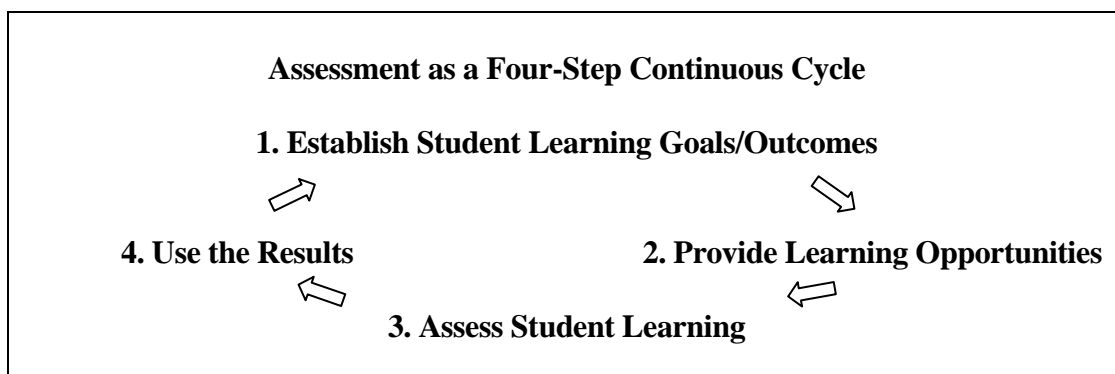 Assessment as a Four-Step Continuous Cycle
1. Establish Student Learning Goals/Outcomes
4. Use the Results
2. Provide Learning Opportunities
3. Assess Student Learning